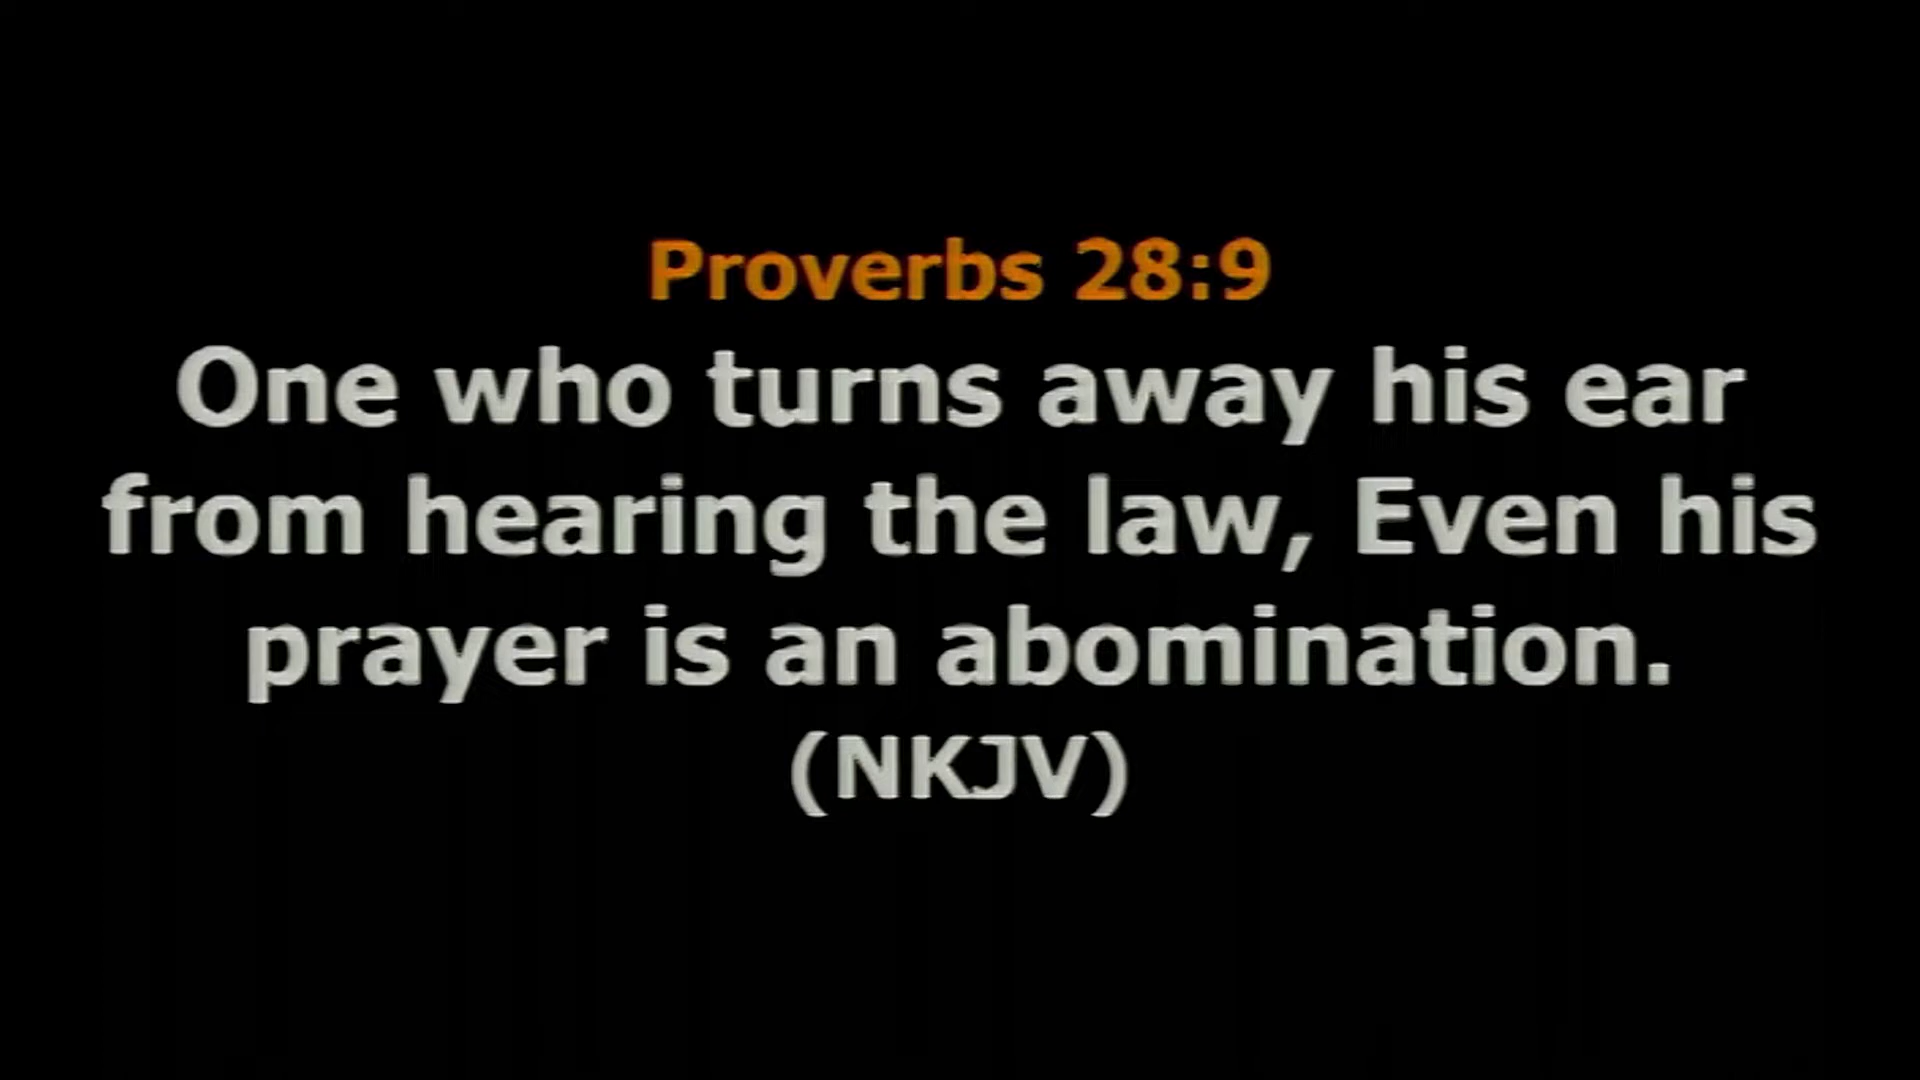 Proverbs 28:9
One who turns away his ear
from hearing the law, Even his
prayer is an abomination.
(NKJV)